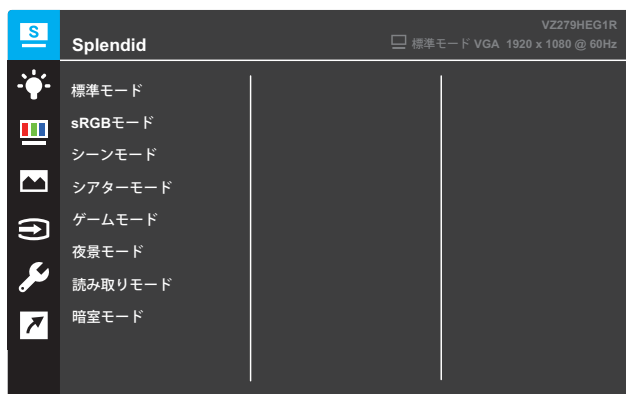 S
VZ279HEG1R
Splendid
標準モード VGA 1920 x 1080 @ 60Hz
標準モード
sRGBモード
シーンモード
シアターモード
ゲームモード
夜景モード
読み取りモード
暗室モード